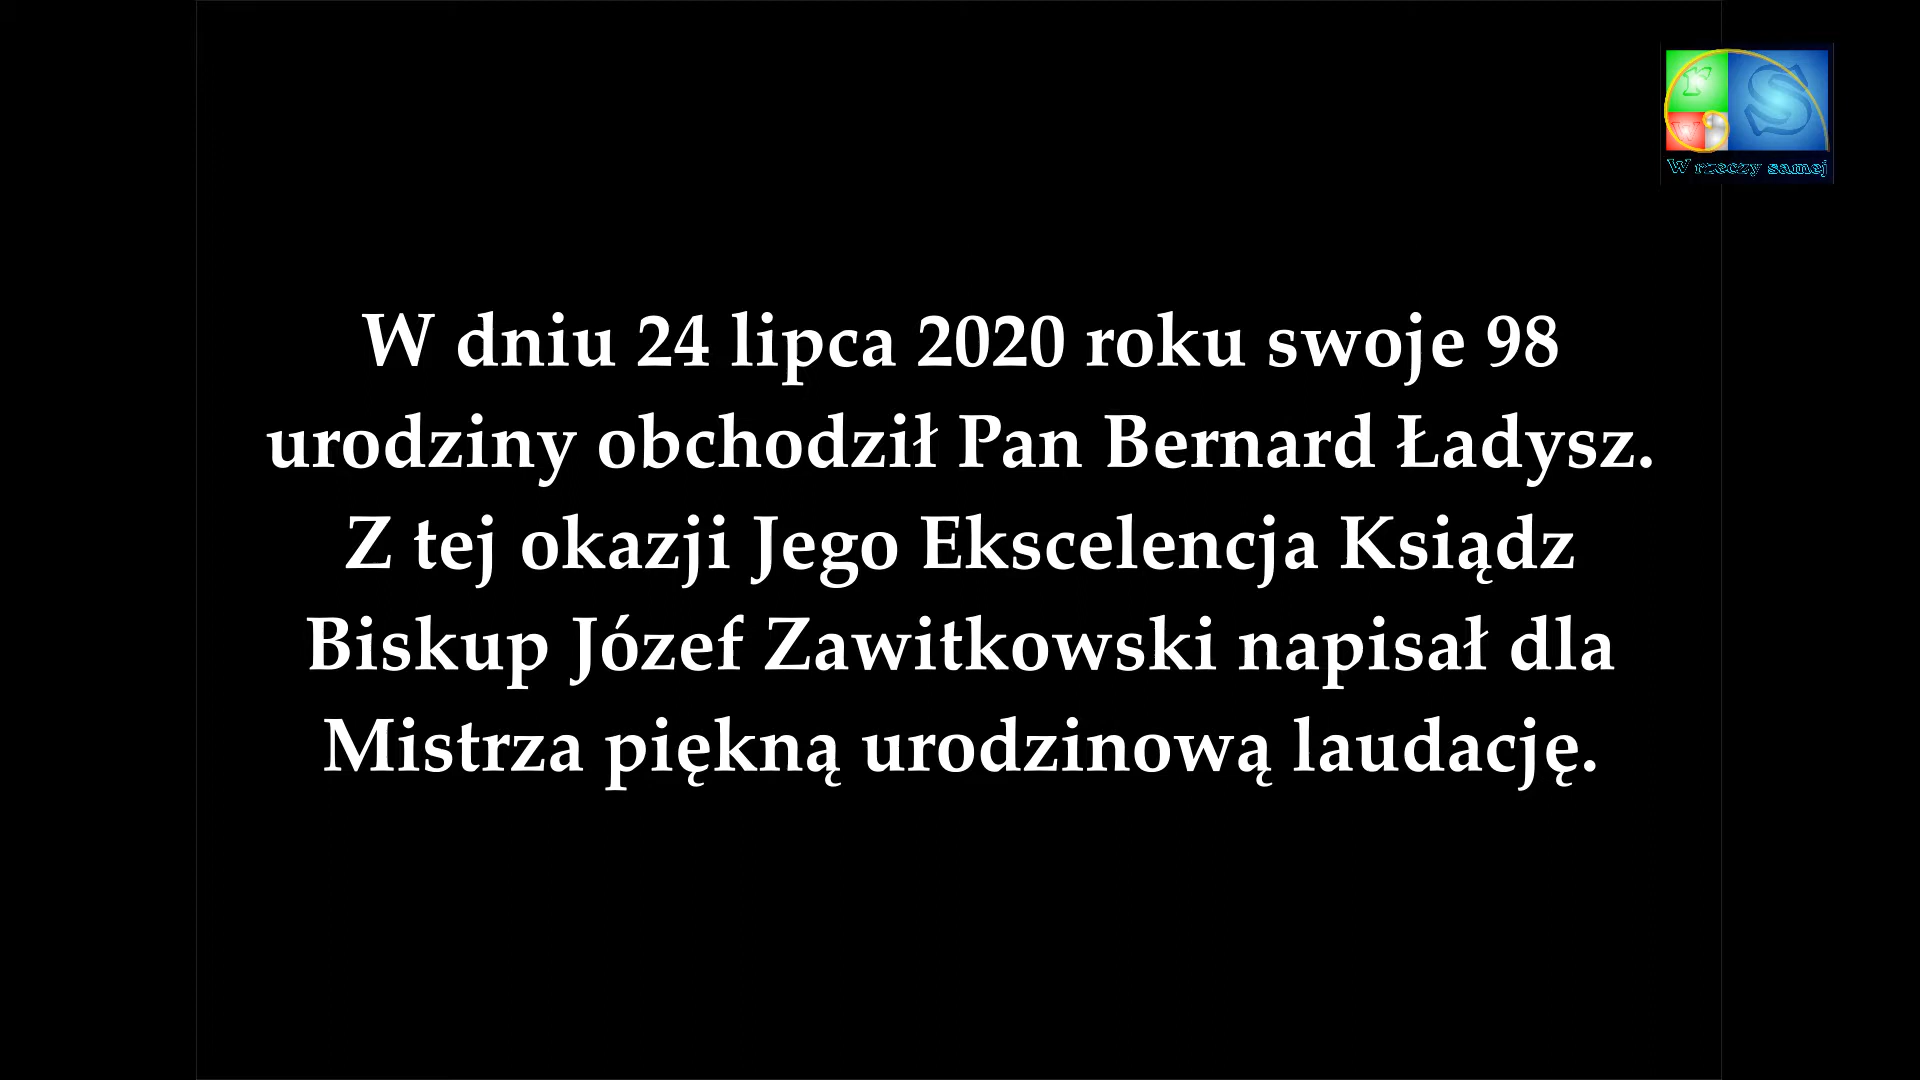 r S
W
W rzeczy samej
W dniu 24 lipca 2020 roku swoje 98
urodziny obchodził Pan Bernard Ładysz.
Z tej okazji Jego Ekscelencja Ksiądz
Biskup Józef Zawitkowski napisał dla
Mistrza piękną urodzinową laudację.